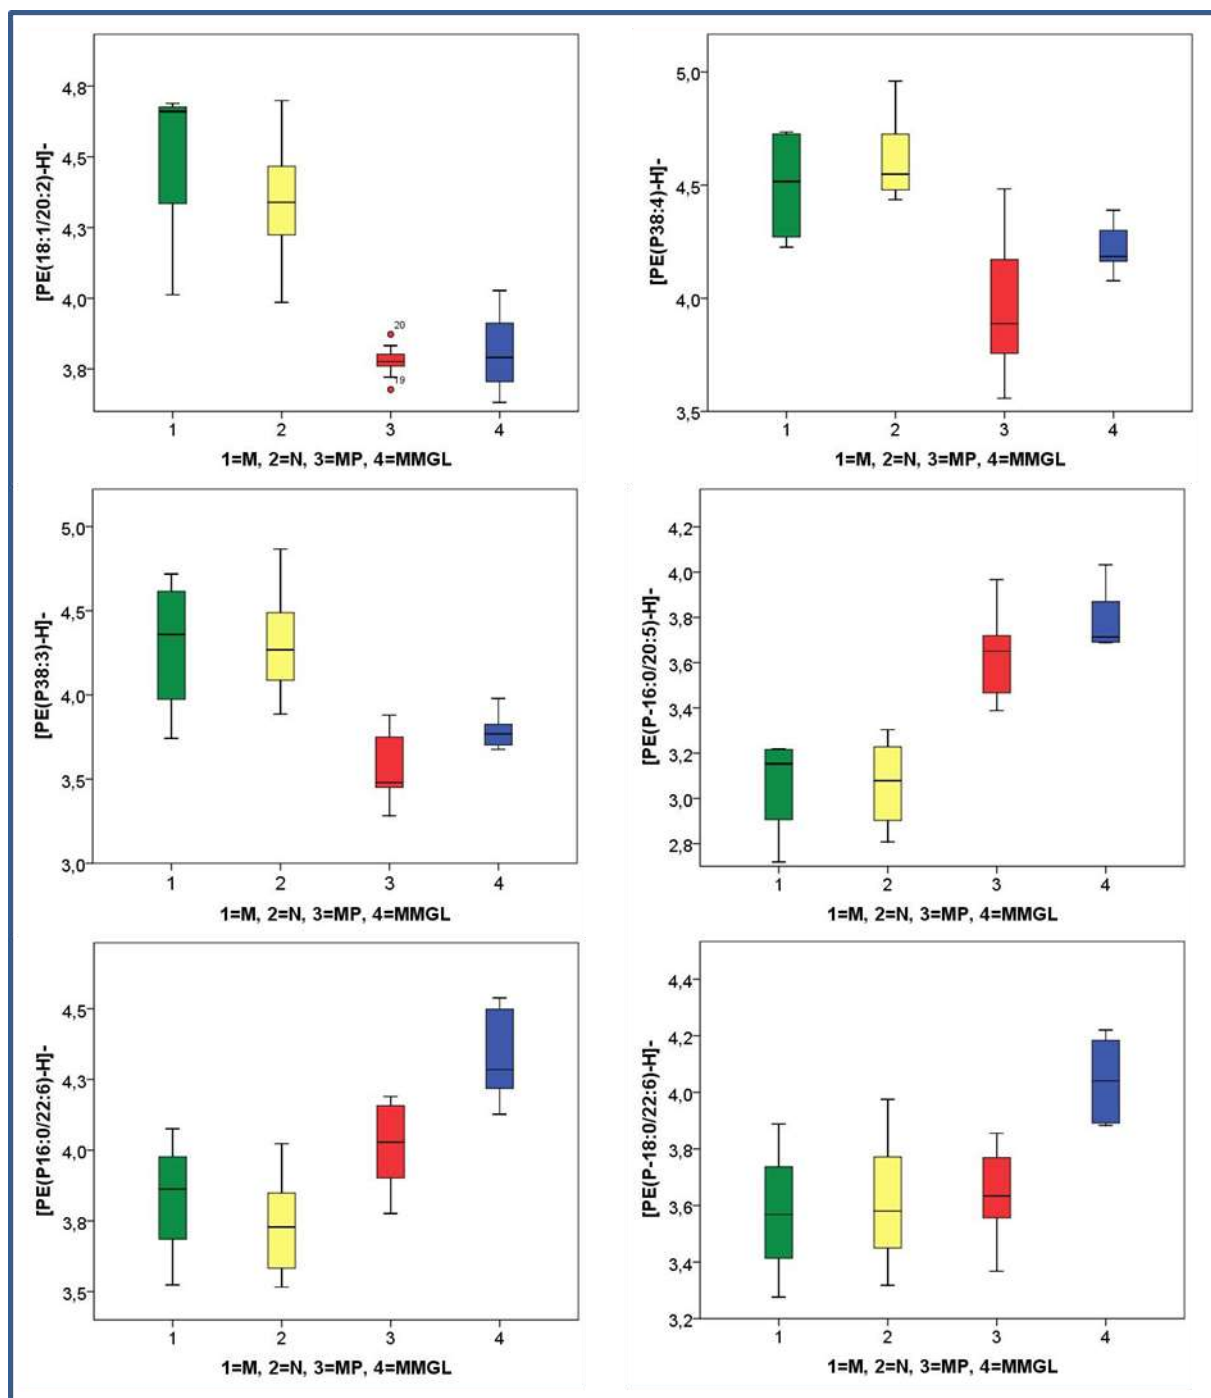 [PE(18:1/20:2)-H]-
4,8
4,5
4,3
4,0
3,8
20
19
1 2 3 4
1=M, 2=N, 3=MP, 4=MMGL
[PE(P38:4)-H]-
5,0
4,5
4,0
3,5
1 2 3 4
1=M, 2=N, 3=MP, 4=MMGL
[PE(P38:3)-H]-
5,0
4,5
4,0
3,5
3,0
1 2 3 4
1=M, 2=N, 3=MP, 4=MMGL
[PE(P-16:0/20:5)-H]-
4,2
4,0
3,8
3,6
3,4
3,2
3,0
2,8
1 2 3 4
1=M, 2=N, 3=MP, 4=MMGL
[PE(P16:0/22:6)-H]-
4,5
4,3
4,0
3,8
3,5
1 2 3 4
1=M, 2=N, 3=MP, 4=MMGL
[PE(P-18:0/22:6)-H]-
4,4
4,2
4,0
3,8
3,6
3,4
3,2
1 2 3 4
1=M, 2=N, 3=MP, 4=MMGL